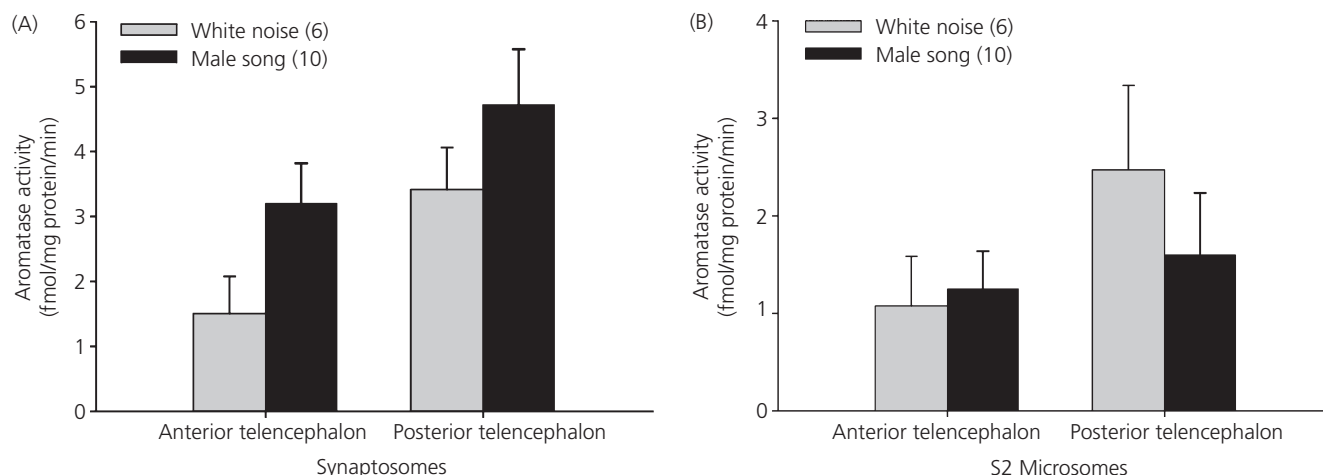 (A)
6
5
4
3
2
1
0
Aromatase activity
(fmol/mg protein/min)
White noise (6)
Male song (10)
Anterior telencephalon
Posterior telencephalon
Synaptosomes
(B)
4
3
2
1
0
Aromatase activity
(fmol/mg protein/min)
White noise (6)
Male song (10)
Anterior telencephalon
Posterior telencephalon
S2 Microsomes